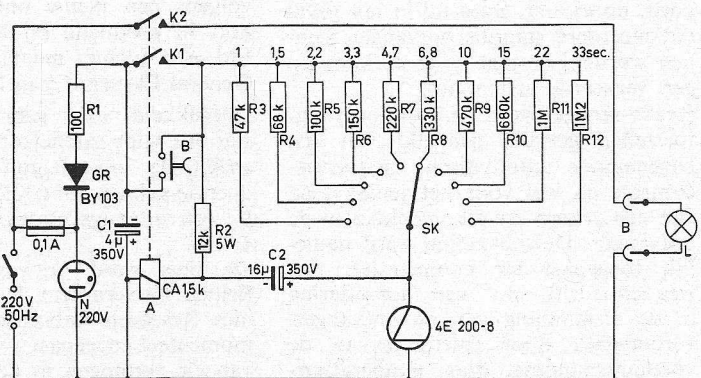 K2
K1
1 1,5 2,2 3,3 4,7 6,8 10 15 22 33sec.
R1
100
47k
R3
68k
R4
100k
R5
150k
R6
220k
R7
330k
R8
470k
R9
680k
R10
1M
R11
1M2
R12
B
GR
BY103
0,1A
C1
4µ
350V
- +
R2
5W
12k
SK
C2
16µ 350V
- +
CA 1,5k
A
220V
50Hz
N
220V
4E 200-8
B
L